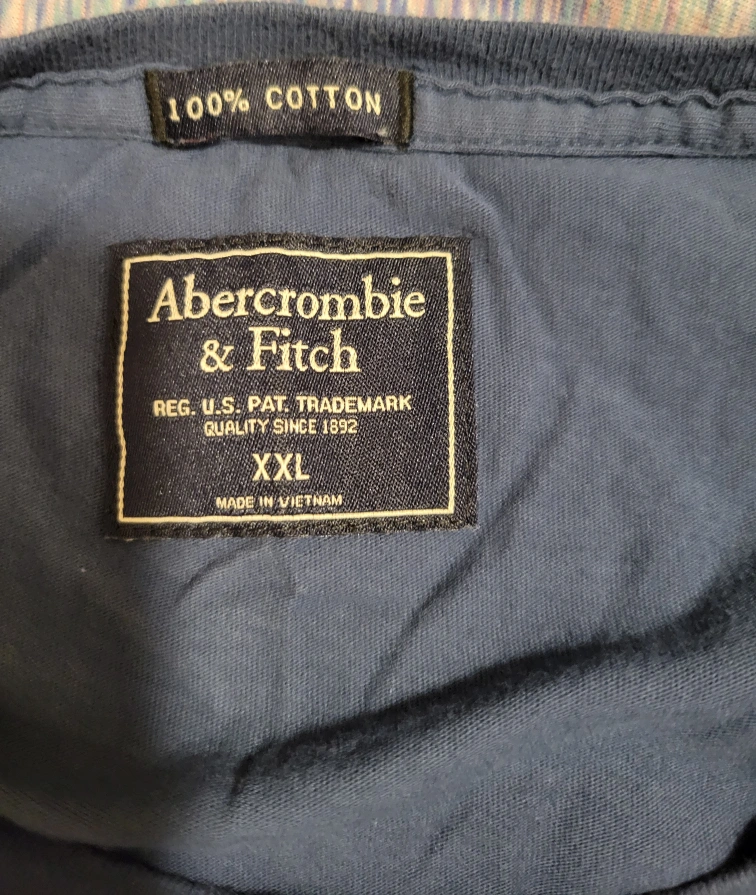 100% COTTON
Abercrombie
& Fitch
REG. U.S. PAT. TRADEMARK
QUALITY SINCE 1892
XXL
MADE IN VIETNAM